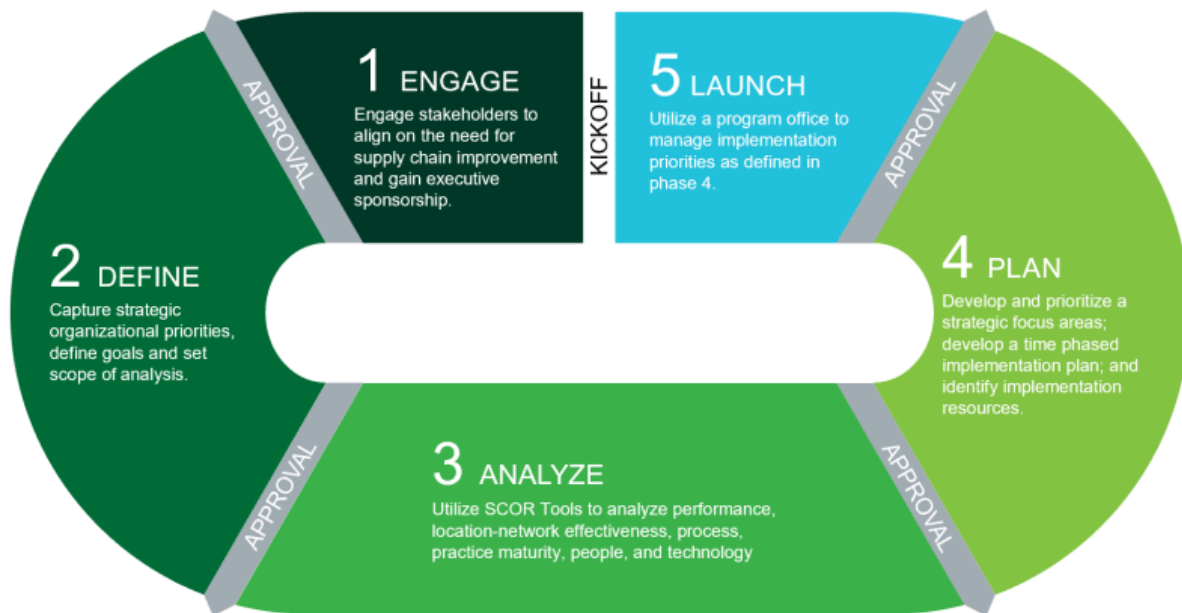 1 ENGAGE
Engage stakeholders to
align on the need for
supply chain improvement
and gain executive
sponsorship.
APPROVAL
2 DEFINE
Capture strategic
organizational priorities,
define goals and set
scope of analysis.
APPROVAL
3 ANALYZE
Utilize SCOR Tools to analyze performance,
location-network effectiveness, process,
practice maturity, people, and technology
APPROVAL
4 PLAN
Develop and prioritize a
strategic focus areas;
develop a time phased
implementation plan; and
identify implementation
resources.
APPROVAL
5 LAUNCH
Utilize a program office to
manage implementation
priorities as defined in
phase 4.
KICKOFF